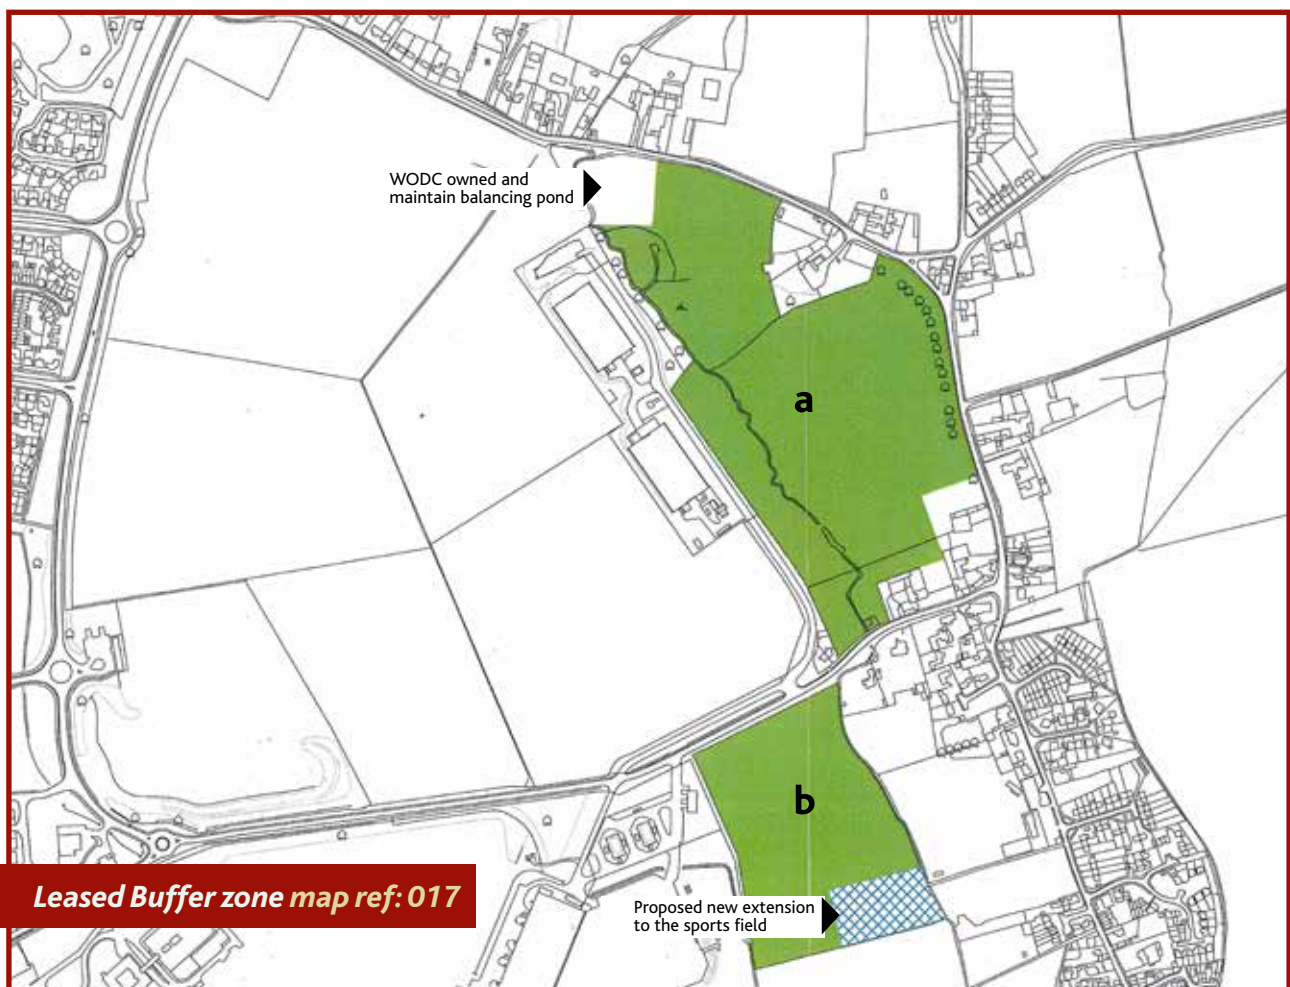 WODC owned and
maintain balancing pond
a
b
Proposed new extension
to the sports field
Leased Buffer zone map ref: 017